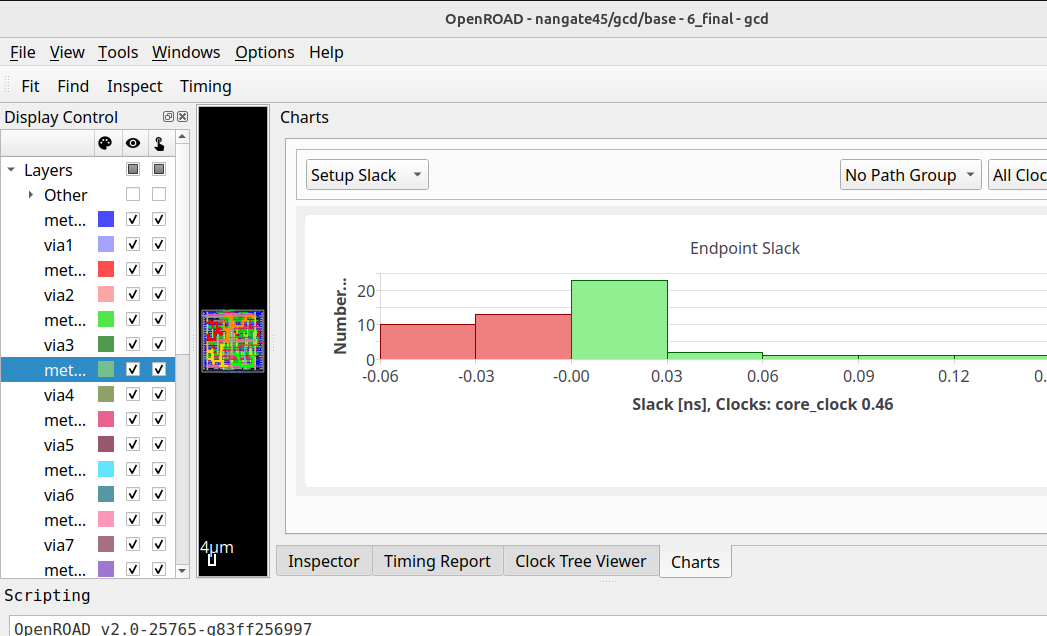 OpenROAD - nangate45/gcd/base - 6_final - gcd
File View Tools Windows Options Help
Fit Find Inspect Timing
Display Control
Charts
Layers
Other
met...
via1
met...
via2
met...
via3
met...
via4
met...
via5
met...
via6
met...
via7
met...
4μm
Setup Slack
No Path Group
All Cloc
Endpoint Slack
Number...
20
10
0
-0.06 -0.03 -0.00 0.03 0.06 0.09 0.12 0.
Slack [ns], Clocks: core_clock 0.46
Inspector Timing Report Clock Tree Viewer Charts
Scripting
OpenROAD v2.0-25765-g83ff256997